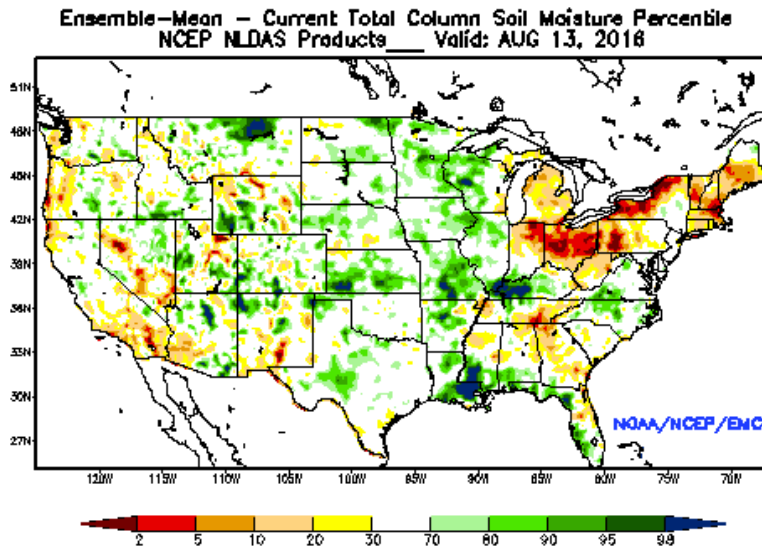 Ensemble-Mean - Current Total Column Soil Moisture Percentile
NCEP NLDAS Products___ Valid: AUG 13, 2016
51N
48N
45N
42N
39N
36N
33N
30N
27N
NOAA/NCEP/EMC
120W 115W 110W 105W 100W 95W 90W 85W 80W 75W 70W
2 5 10 20 30 70 80 90 95 98